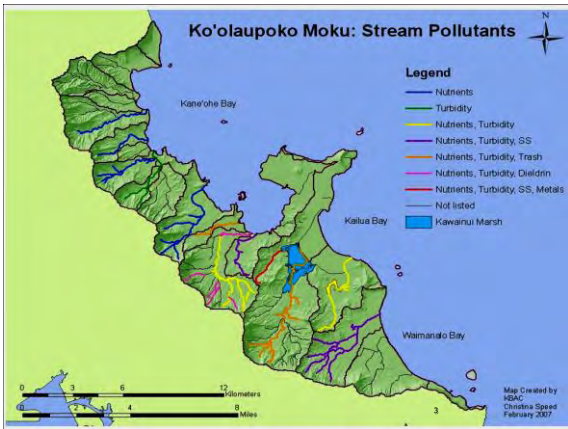 Ko'olaupoko Moku: Stream Pollutants
N
Legend
Nutrients
Turbidity
Nutrients, Turbidity
Nutrients, Turbidity, SS
Nutrients, Turbidity, Trash
Nutrients, Turbidity, Dieldrin
Nutrients, Turbidity, SS, Metals
Not listed
Kawainui Marsh
Kane'ohe Bay
Kailua Bay
Waimanalo Bay
0 3 6 12
Kilometers
0 2 4 8
Miles
3
Map Created by
KBAC
Christina Speed
February 2007